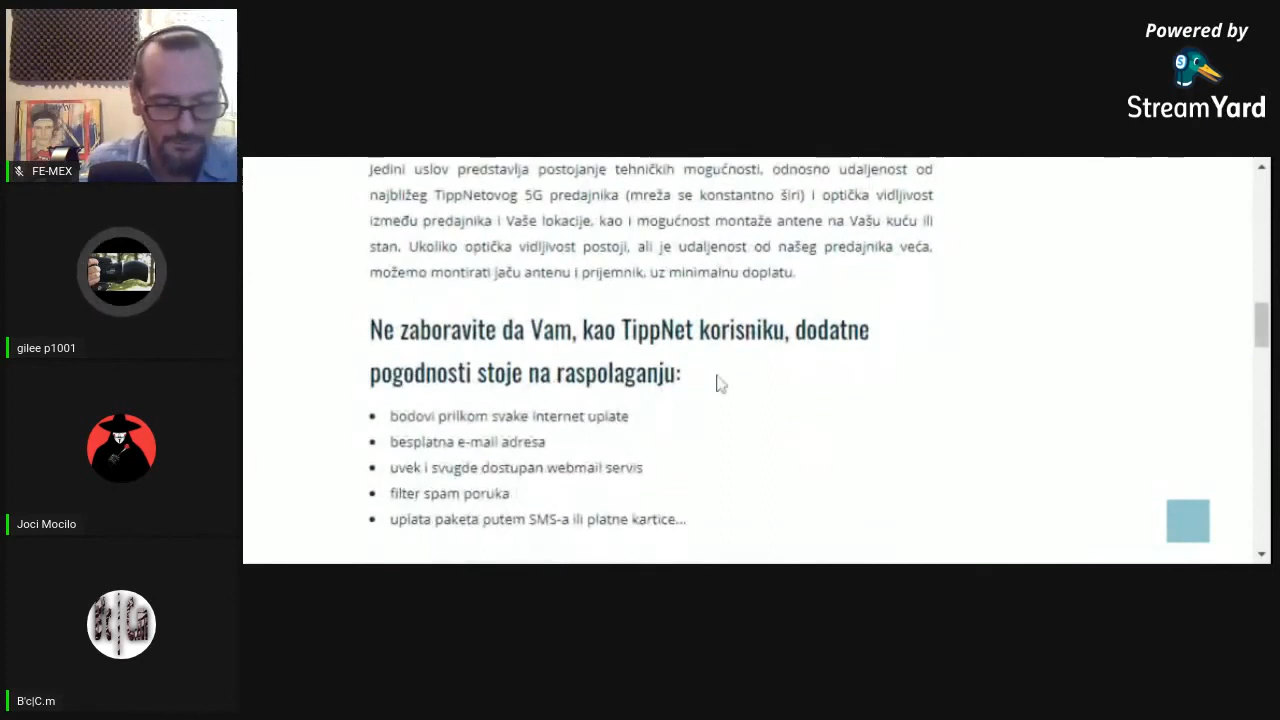 Powered by
StreamYard
FE-MEX
gilee p1001
Joci Mocilo
B'c|C.m
Jedini uslov predstavlja postojanje tehničkih mogućnosti, odnosno udaljenost od
najbližeg TippNetovog 5G predajnika (mreža se konstantno širi) i optička vidljivost
između predajnika i Vaše lokacije, kao i mogućnost montaže antene na Vašu kuću ili
stan. Ukoliko optička vidljivost postoji, ali je udaljenost od našeg predajnika veća,
možemo montirati jaču antenu i prijemnik, uz minimalnu doplatu.
Ne zaboravite da Vam, kao TippNet korisniku, dodatne
pogodnosti stoje na raspolaganju:
bodovi prilkom svake internet uplate
besplatna e-mail adresa
uvek i svugde dostupan webmail servis
filter spam poruka
uplata paketa putem SMS-a ili platne kartice...